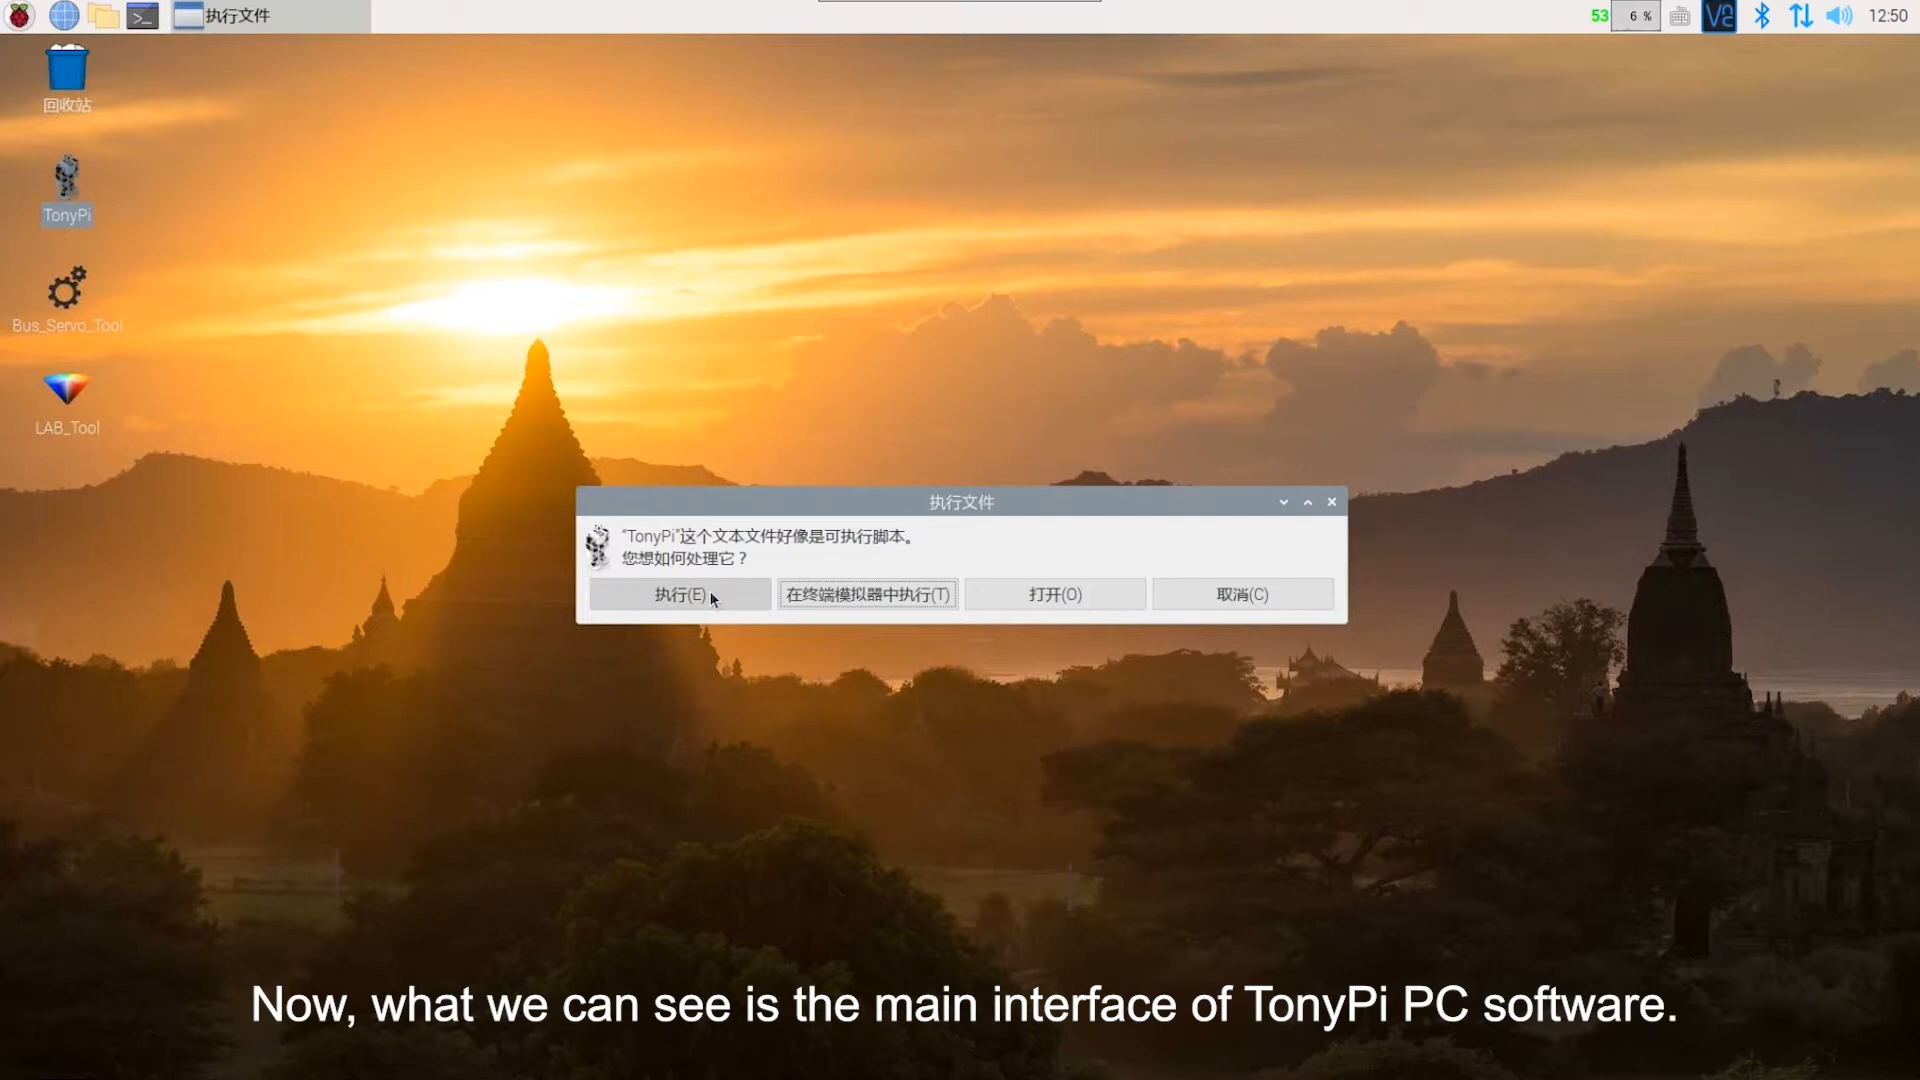 执行文件
53
6 %
12:50
回收站
TonyPi
Bus_Servo_Tool
LAB_Tool
执行文件
“TonyPi”这个文本文件好像是可执行脚本。
您想如何处理它？
执行(E)
在终端模拟器中执行(T)
打开(O)
取消(C)
Now, what we can see is the main interface of TonyPi PC software.